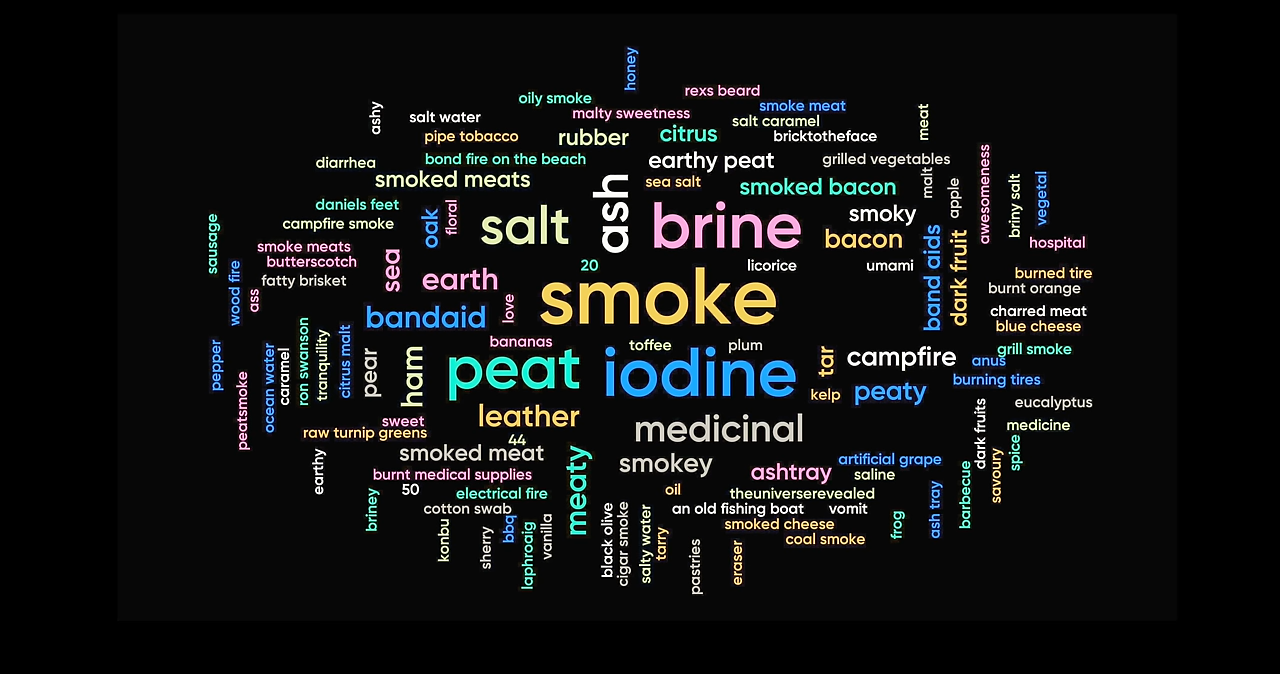 honey
rexs beard
oily smoke
smoke meat
ashy
salt water
malty sweetness
salt caramel
meat
pipe tobacco
rubber
citrus
bricktotheface
diarrhea
bond fire on the beach
earthy peat
grilled vegetables
smoked meats
ash
sea salt
smoked bacon
malt
apple
awesomeness
briny salt
vegetal
daniels feet
campfire smoke
oak
floral
salt
brine
smoky
bacon
sausage
smoke meats
butterscotch
sea
band aids
dark fruit
hospital
wood fire
ass
fatty brisket
earth
20
licorice
umami
burned tire
burnt orange
love
smoke
charred meat
blue cheese
bandaid
bananas
toffee
plum
grill smoke
pepper
peatsmoke
ocean water
caramel
ron swanson
tranquility
citrus malt
pear
ham
peat
iodine
tar
campfire
anus
burning tires
kelp
peaty
eucalyptus
sweet
leather
medicinal
dark fruits
medicine
raw turnip greens
44
smoked meat
smokey
spice
earthy
burnt medical supplies
meaty
ashtray
artificial grape
saline
savoury
barbecue
briney
50
electrical fire
oil
theuniverserevealed
cotton swab
an old fishing boat
vomit
frog
ash tray
konbu
sherry
bbq
laphroaig
vanilla
black olive
cigar smoke
salty water
tarry
smoked cheese
coal smoke
pastries
eraser